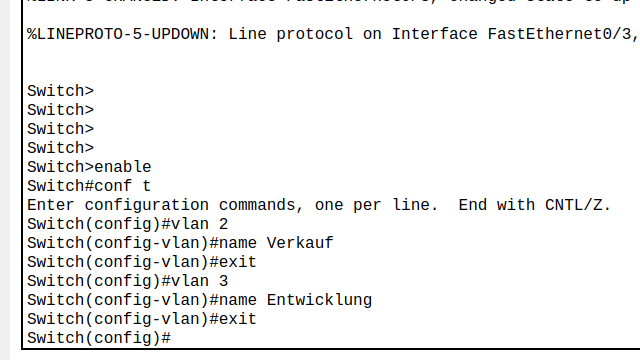 %LINEPROTO-5-UPDOWN: Line protocol on Interface FastEthernet0/3,
Switch>
Switch>
Switch>
Switch>
Switch>enable
Switch#conf t
Enter configuration commands, one per line.  End with CNTL/Z.
Switch(config)#vlan 2
Switch(config-vlan)#name Verkauf
Switch(config-vlan)#exit
Switch(config)#vlan 3
Switch(config-vlan)#name Entwicklung
Switch(config-vlan)#exit
Switch(config)#